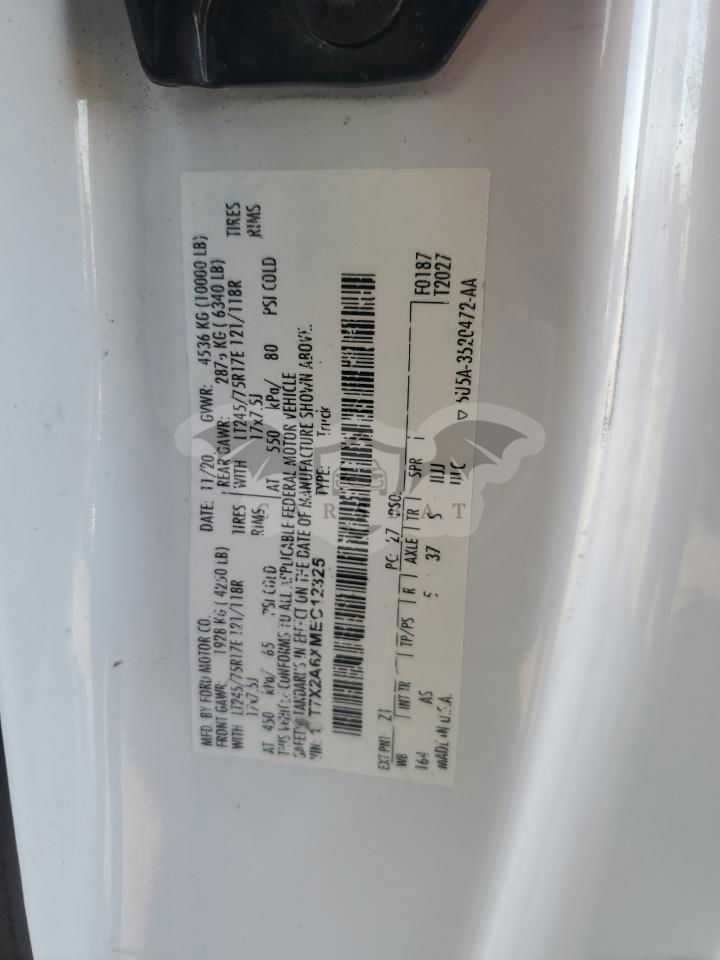 MFD. BY FORD MOTOR CO. DATE: 11/20 GVWR: 4536 KG (10000 LB)
FRONT GAWR: 1928 KG ( 4250 LB) REAR GAWR: KG ( 6340 LB)
WITH LT245/75R17E 121/118R TIRES WITH LT245/75R17E 121/118R TIRES
17x7.5J RIMS 17x7.5J RIMS
AT 450 kPa/ 65 PSI COLD AT 550 kPa/ 80 PSI COLD
THIS VEHICLE CONFORMS TO ALL APPLICABLE FEDERAL MOTOR VEHICLE
SAFETY STANDARDS IN EFFECT ON THE DATE OF MANUFACTURE SHOWN ABOVE.
VIN: TYPE: Truck
EXT PNT: Z1 PC: 27 DSO: F0187
WB INT TR TP/PS R AXLE TR SPR T2027
164 AS 5 37 S
MADE IN U.S.A. 5U5A-3520472-AA
CRAT